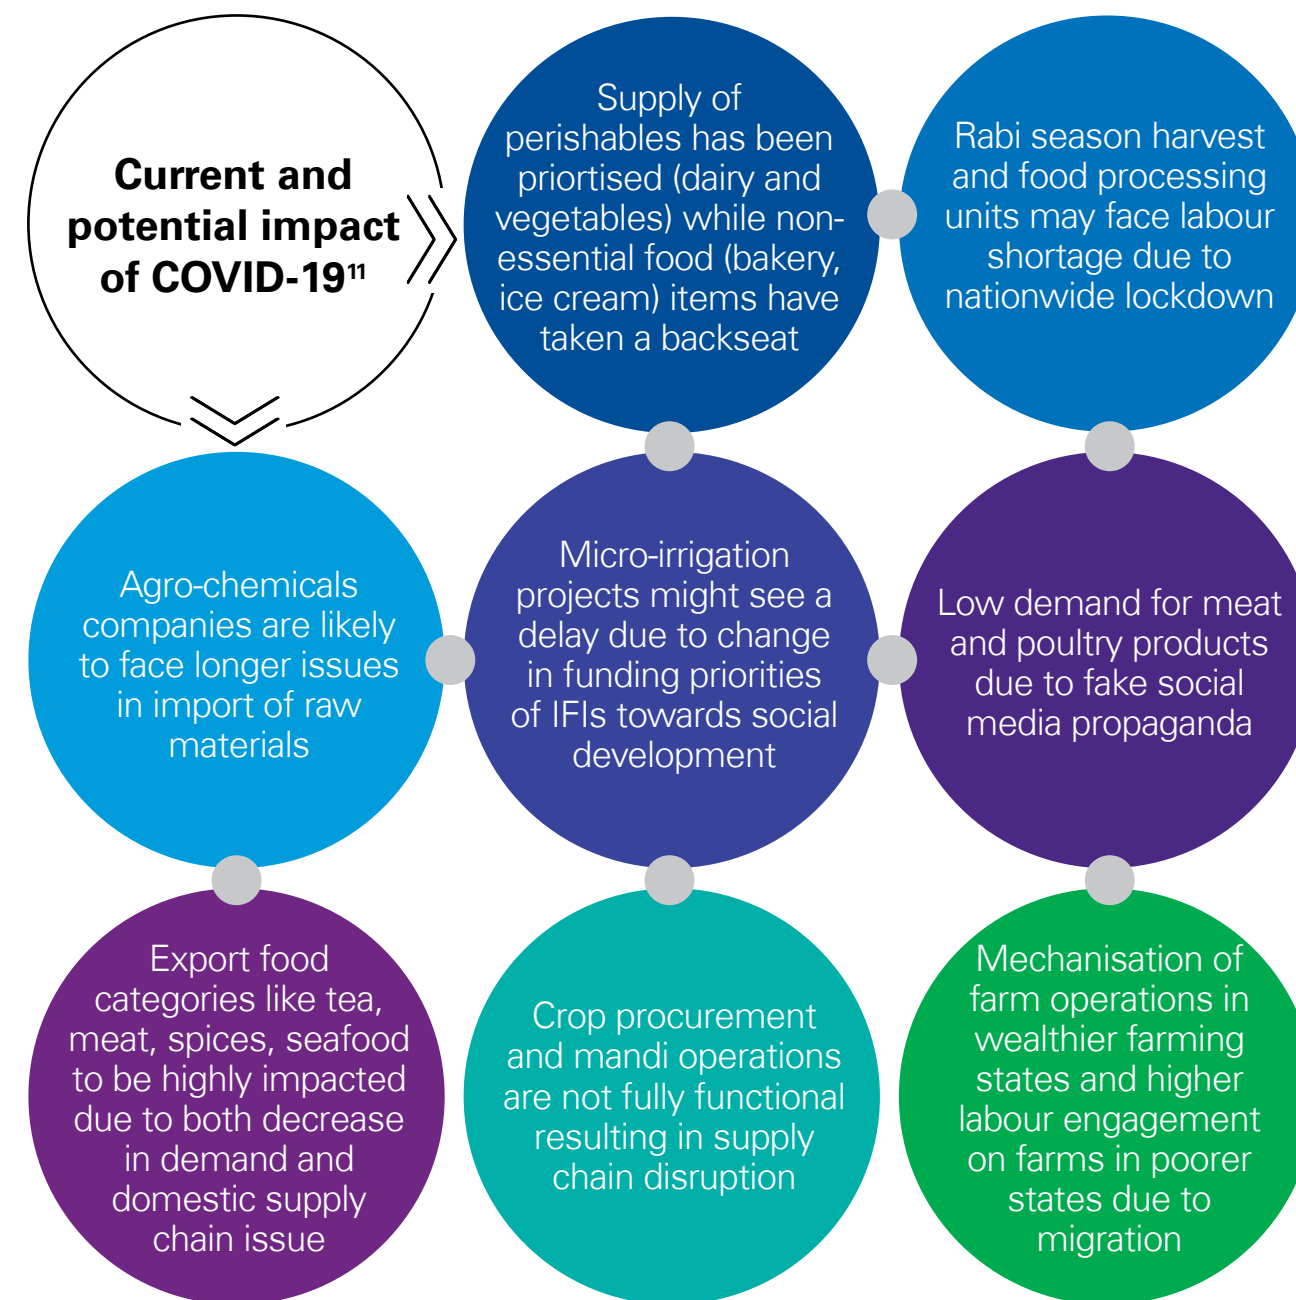 Current and
potential impact
of COVID-19¹¹
Supply of
perishables has been
priortised (dairy and
vegetables) while non-
essential food (bakery,
ice cream) items have
taken a backseat
Rabi season harvest
and food processing
units may face labour
shortage due to
nationwide lockdown
Agro-chemicals
companies are likely
to face longer issues
in import of raw
materials
Micro-irrigation
projects might see a
delay due to change
in funding priorities
of IFIs towards social
development
Low demand for meat
and poultry products
due to fake social
media propaganda
Export food
categories like tea,
meat, spices, seafood
to be highly impacted
due to both decrease
in demand and
domestic supply
chain issue
Crop procurement
and mandi operations
are not fully functional
resulting in supply
chain disruption
Mechanisation of
farm operations in
wealthier farming
states and higher
labour engagement
on farms in poorer
states due to
migration